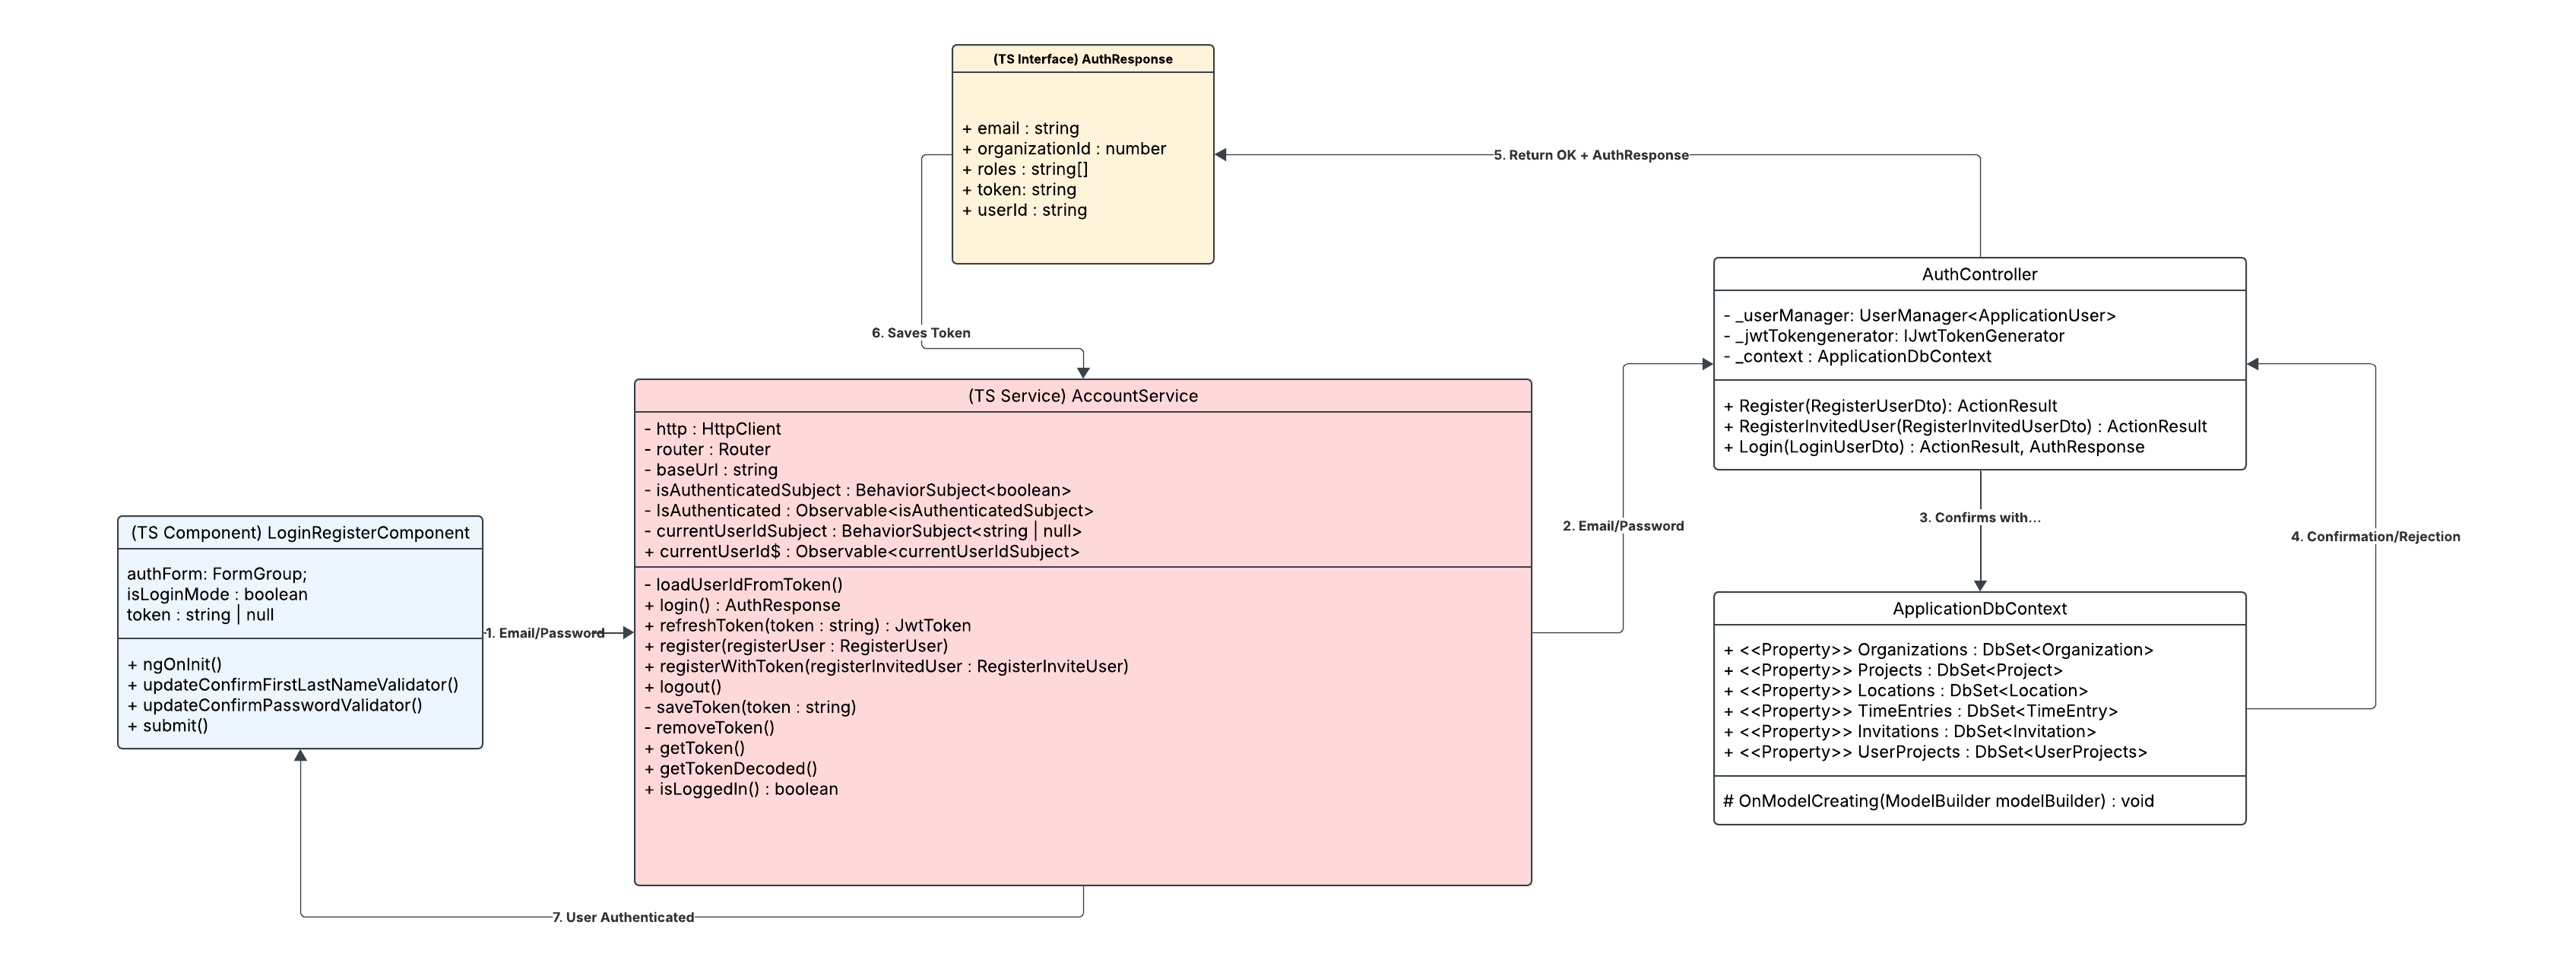 (TS Interface) AuthResponse
+ email : string
+ organizationId : number
+ roles : string[]
+ token: string
+ userId : string
5. Return OK + AuthResponse
6. Saves Token
AuthController
- _userManager: UserManager<ApplicationUser>
- _jwtTokengenerator: IJwtTokenGenerator
- _context : ApplicationDbContext
+ Register(RegisterUserDto): ActionResult
+ RegisterInvitedUser(RegisterInvitedUserDto) : ActionResult
+ Login(LoginUserDto) : ActionResult, AuthResponse
(TS Service) AccountService
- http : HttpClient
- router : Router
- baseUrl : string
- isAuthenticatedSubject : BehaviorSubject<boolean>
- IsAuthenticated : Observable<isAuthenticatedSubject>
- currentUserIdSubject : BehaviorSubject<string | null>
+ currentUserId$ : Observable<currentUserIdSubject>
- loadUserIdFromToken()
+ login() : AuthResponse
+ refreshToken(token : string) : JwtToken
+ register(registerUser : RegisterUser)
+ registerWithToken(registerInvitedUser : RegisterInviteUser)
+ logout()
- saveToken(token : string)
- removeToken()
+ getToken()
+ getTokenDecoded()
+ isLoggedIn() : boolean
2. Email/Password
3. Confirms with...
4. Confirmation/Rejection
(TS Component) LoginRegisterComponent
authForm: FormGroup;
isLoginMode : boolean
token : string | null
+ ngOnInit()
+ updateConfirmFirstLastNameValidator()
+ updateConfirmPasswordValidator()
+ submit()
1. Email/Password
ApplicationDbContext
+ <<Property>> Organizations : DbSet<Organization>
+ <<Property>> Projects : DbSet<Project>
+ <<Property>> Locations : DbSet<Location>
+ <<Property>> TimeEntries : DbSet<TimeEntry>
+ <<Property>> Invitations : DbSet<Invitation>
+ <<Property>> UserProjects : DbSet<UserProjects>
# OnModelCreating(ModelBuilder modelBuilder) : void
7. User Authenticated